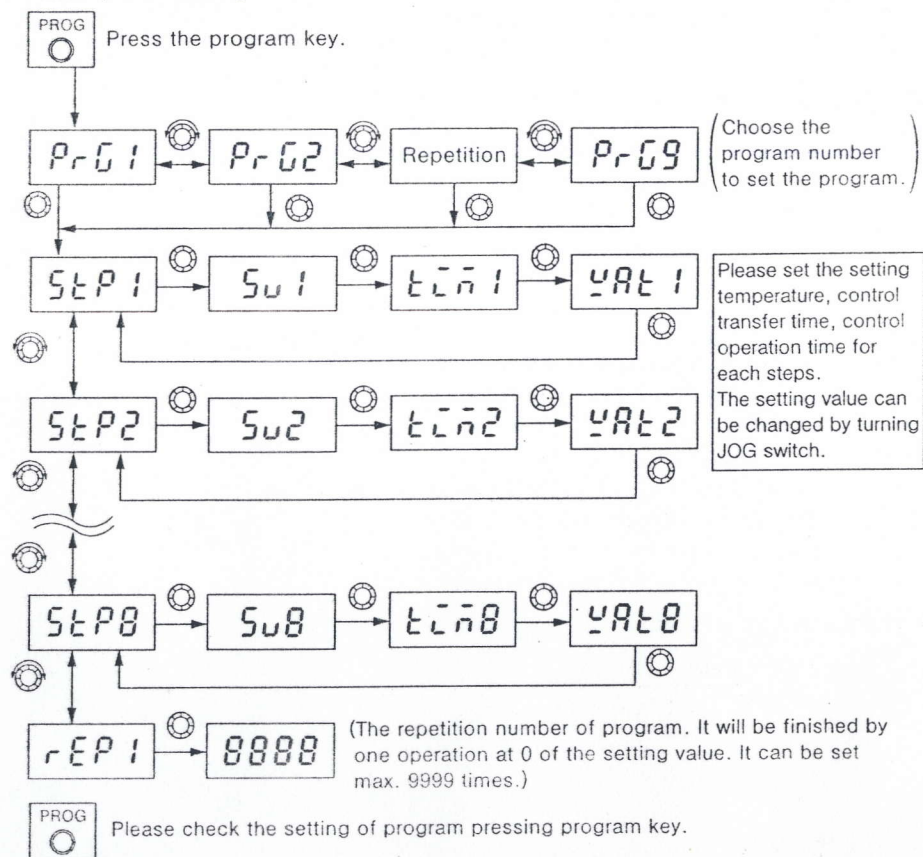 PROG
Press the program key.
PrG1 PrG2 Repetition PrG9
(Choose the
program number
to set the program.)
StP1 Su1 tim1 wAt1
Please set the setting
temperature, control
transfer time, control
operation time for
each steps.
The setting value can
be changed by turning
JOG switch.
StP2 Su2 tim2 wAt2
StP8 Su8 tim8 wAt8
rEP1 8888
(The repetition number of program. It will be finished by
one operation at 0 of the setting value. It can be set
max. 9999 times.)
PROG
Please check the setting of program pressing program key.